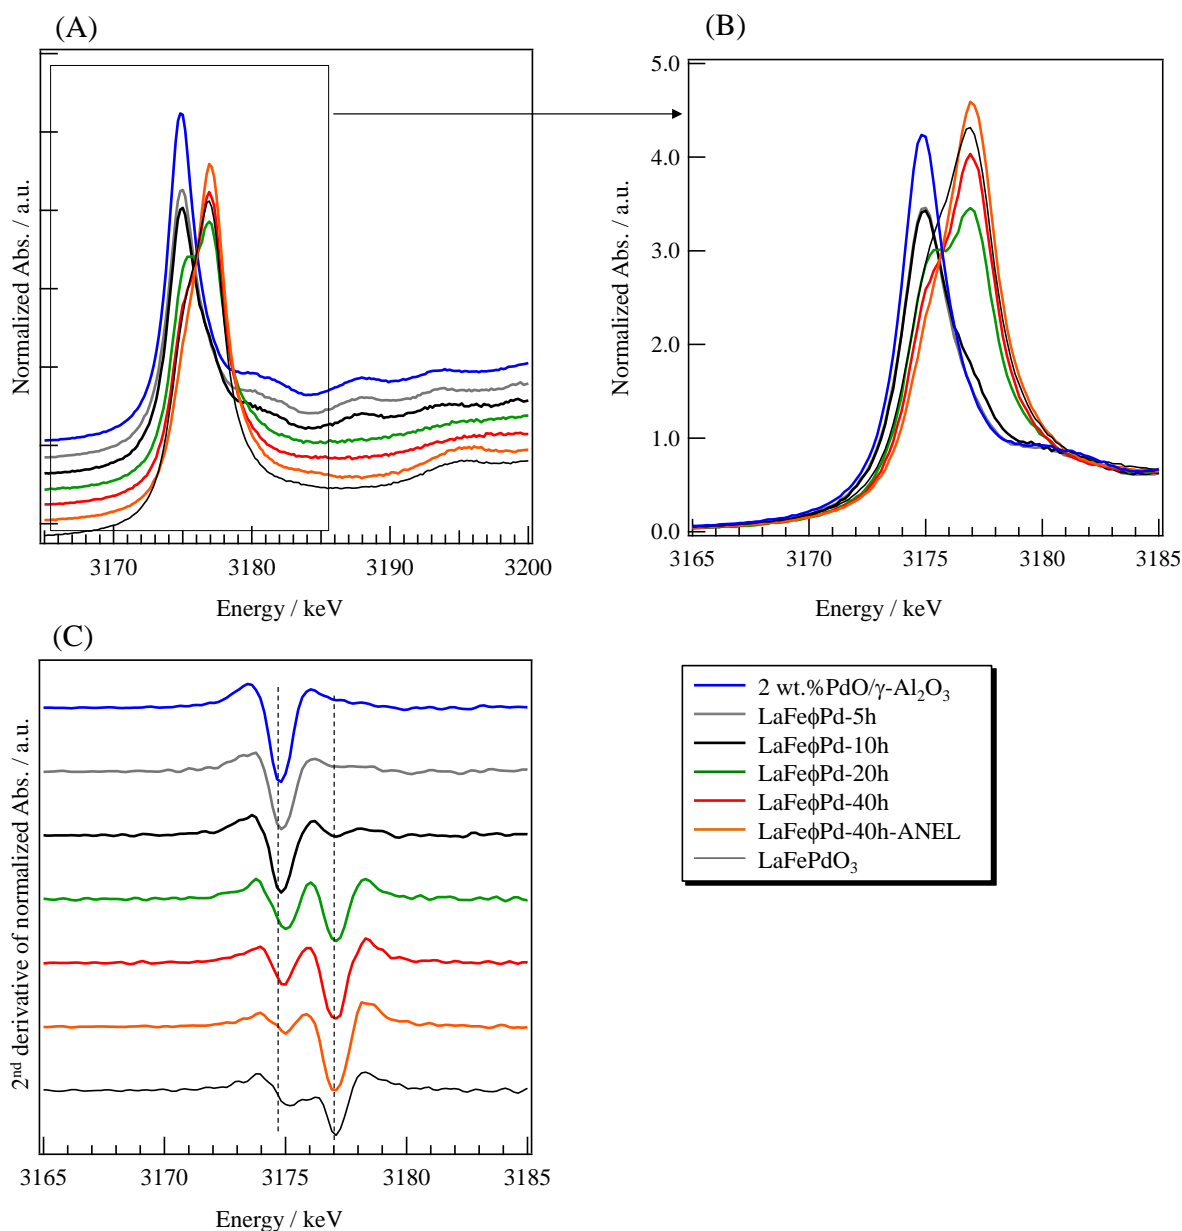 (A)
Normalized Abs. / a.u.
3170
3180
3190
3200
Energy / keV
(B)
5.0
4.0
3.0
2.0
1.0
0.0
Normalized Abs. / a.u.
3165
3170
3175
3180
3185
Energy / keV
(C)
2nd derivative of normalized Abs. / a.u.
3165
3170
3175
3180
3185
Energy / keV
2 wt.%PdO/γ-Al2O3
LaFeϕPd-5h
LaFeϕPd-10h
LaFeϕPd-20h
LaFeϕPd-40h
LaFeϕPd-40h-ANEL
LaFePdO3